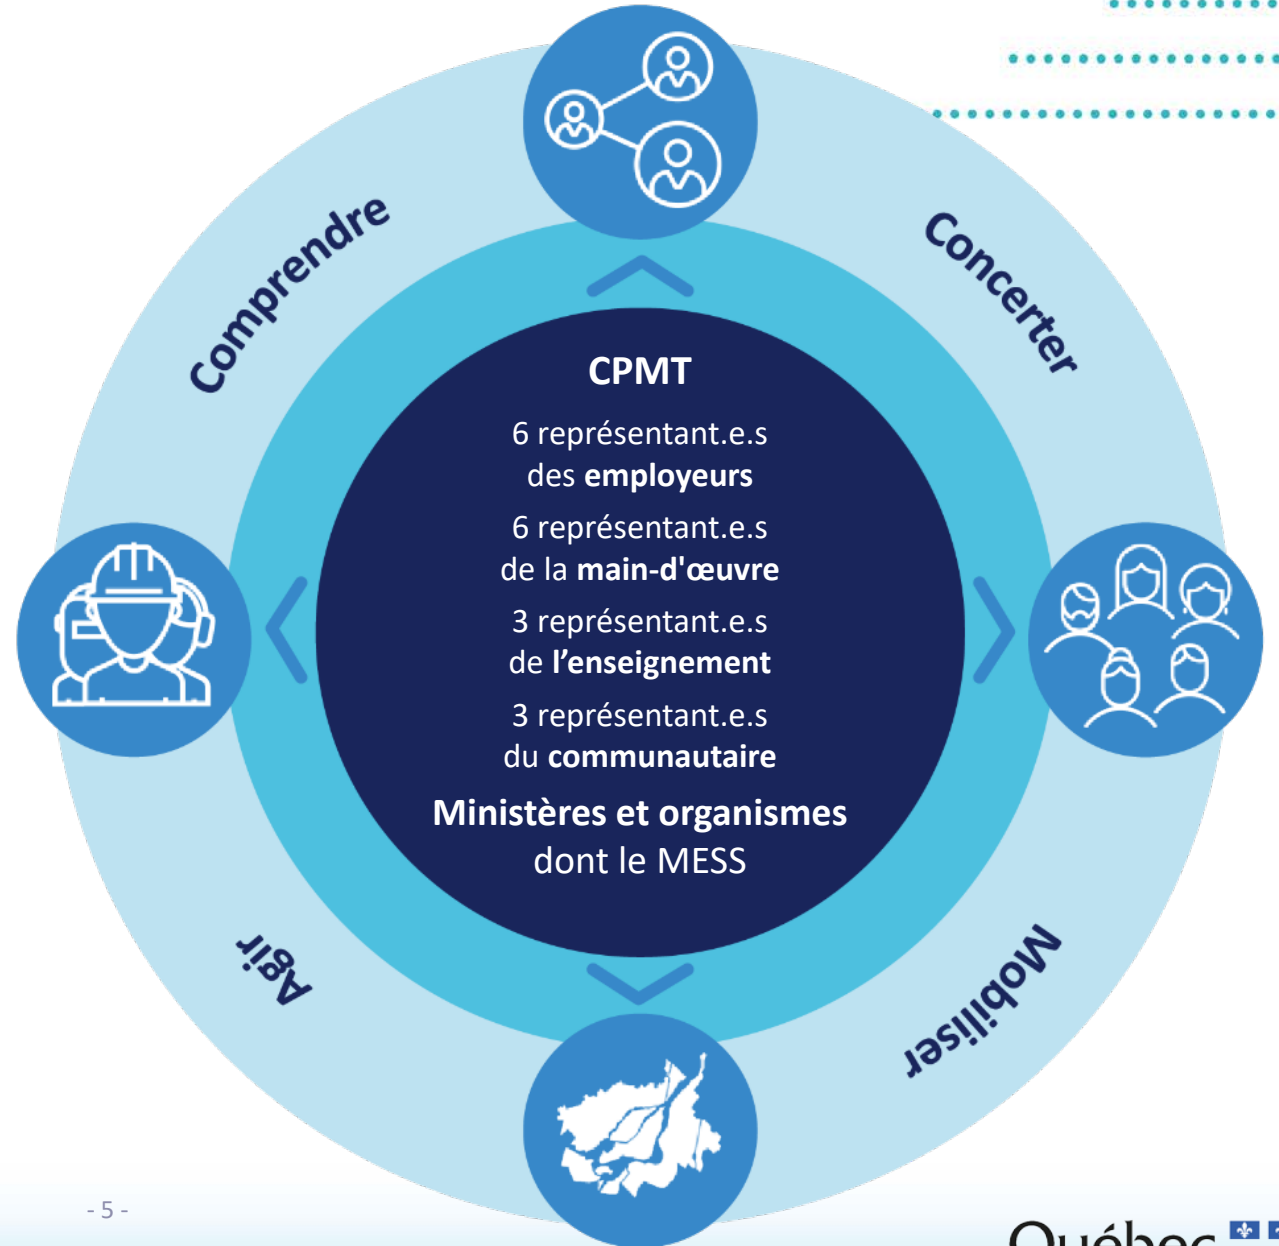 Comprendre
Concerter
CPMT
6 représentant.e.s
des employeurs
6 représentant.e.s
de la main-d'œuvre
3 représentant.e.s
de l’enseignement
3 représentant.e.s
du communautaire
Ministères et organismes
dont le MESS
Agir
Mobiliser
- 5 -
Québec